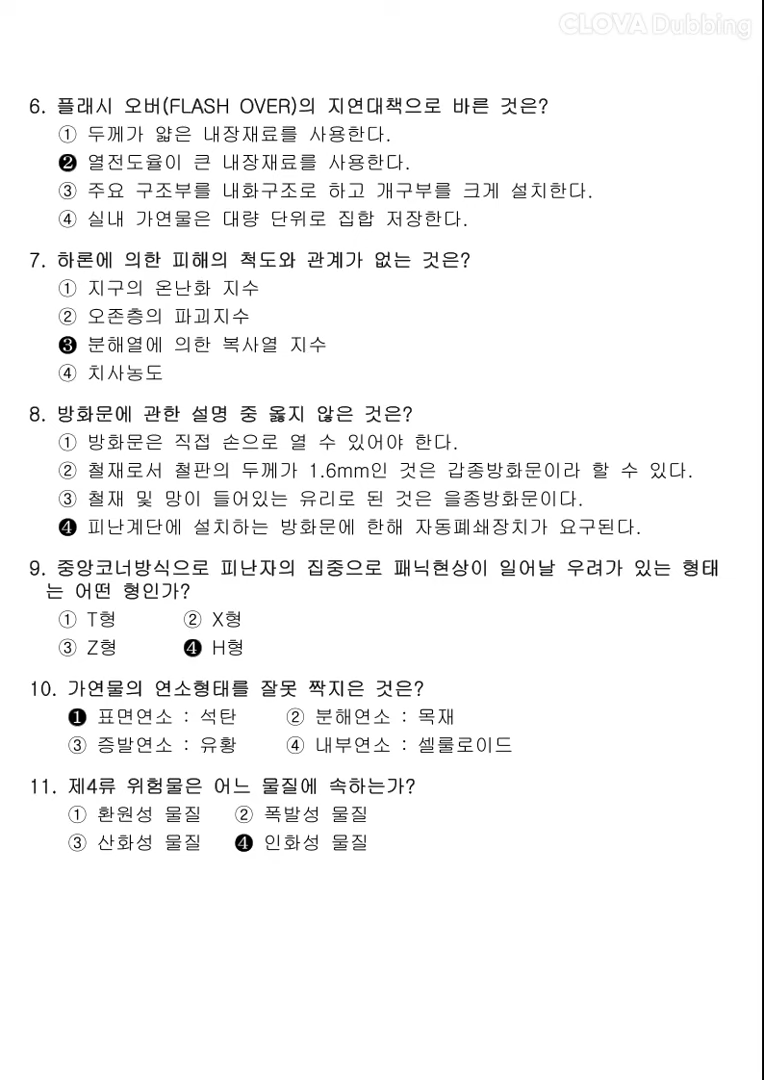 CLOVA Dubbing
6. 플래시 오버(FLASH OVER)의 지연대책으로 바른 것은?
① 두께가 얇은 내장재료를 사용한다.
❷ 열전도율이 큰 내장재료를 사용한다.
③ 주요 구조부를 내화구조로 하고 개구부를 크게 설치한다.
④ 실내 가연물은 대량 단위로 집합 저장한다.
7. 하론에 의한 피해의 척도와 관계가 없는 것은?
① 지구의 온난화 지수
② 오존층의 파괴지수
❸ 분해열에 의한 복사열 지수
④ 치사농도
8. 방화문에 관한 설명 중 옳지 않은 것은?
① 방화문은 직접 손으로 열 수 있어야 한다.
② 철재로서 철판의 두께가 1.6mm인 것은 갑종방화문이라 할 수 있다.
③ 철재 및 망이 들어있는 유리로 된 것은 을종방화문이다.
❹ 피난계단에 설치하는 방화문에 한해 자동폐쇄장치가 요구된다.
9. 중앙코너방식으로 피난자의 집중으로 패닉현상이 일어날 우려가 있는 형태
는 어떤 형인가?
① T형 ② X형
③ Z형 ❹ H형
10. 가연물의 연소형태를 잘못 짝지은 것은?
❶ 표면연소 : 석탄 ② 분해연소 : 목재
③ 증발연소 : 유황 ④ 내부연소 : 셀룰로이드
11. 제4류 위험물은 어느 물질에 속하는가?
① 환원성 물질 ② 폭발성 물질
③ 산화성 물질 ❹ 인화성 물질